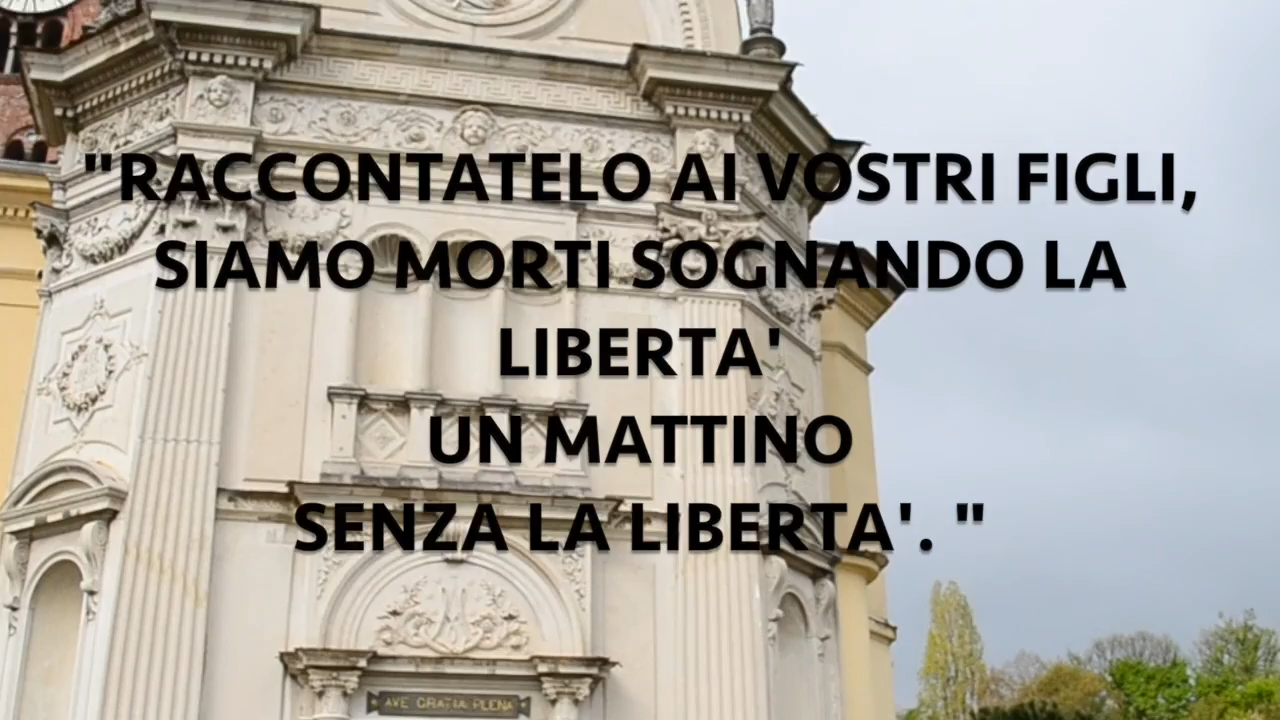 "RACCONTATELO AI VOSTRI FIGLI,
SIAMO MORTI SOGNANDO LA
LIBERTA'
UN MATTINO
SENZA LA LIBERTA'. "
AVE GRATIA PLENA